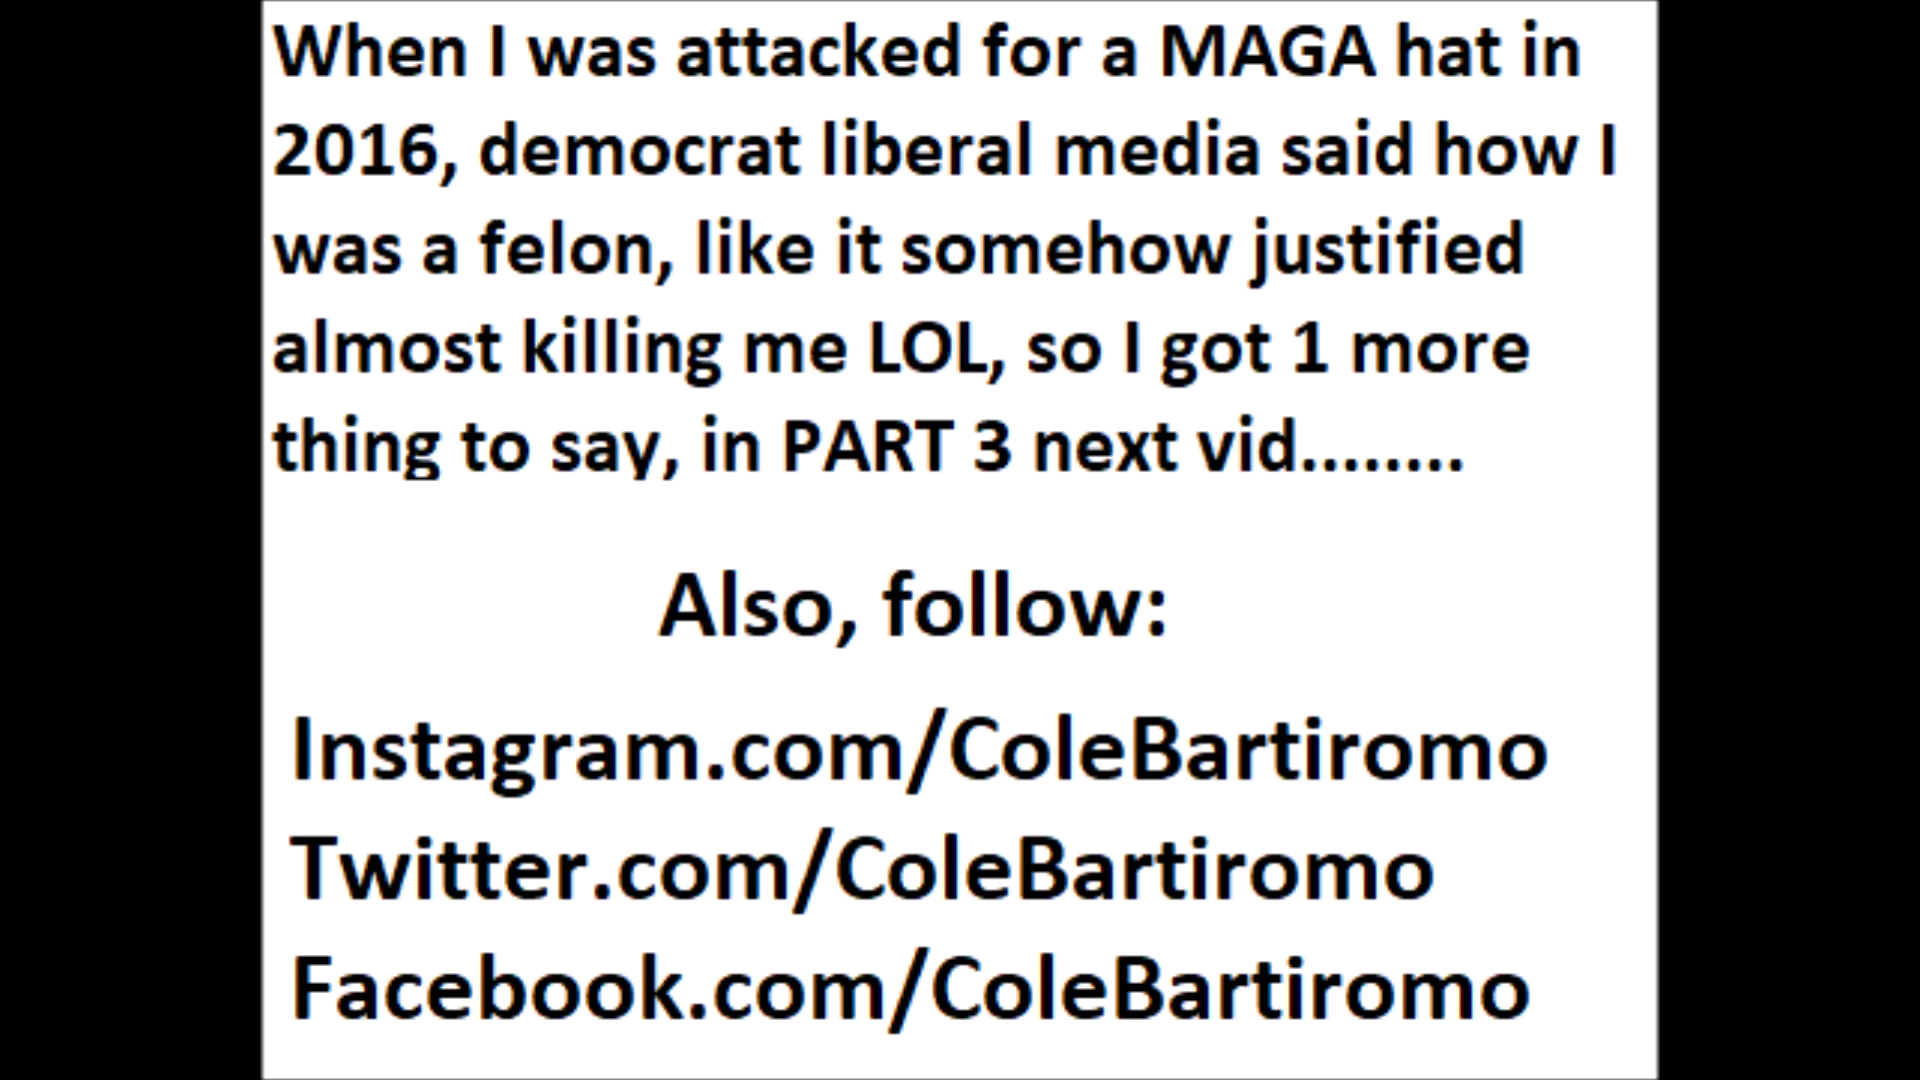 When I was attacked for a MAGA hat in
2016, democrat liberal media said how I
was a felon, like it somehow justified
almost killing me LOL, so I got 1 more
thing to say, in PART 3 next vid........
Also, follow:
Instagram.com/ColeBartiromo
Twitter.com/ColeBartiromo
Facebook.com/ColeBartiromo